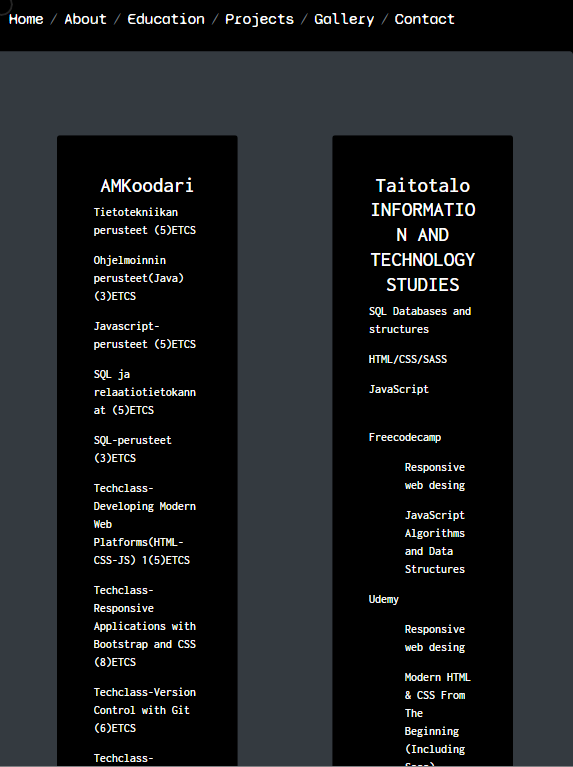 Home / About / Education / Projects / Gallery / Contact
AMKoodari
Tietotekniikan
perusteet (5)ETCS
Ohjelmoinnin
perusteet(Java)
(3)ETCS
Javascript-
perusteet (5)ETCS
SQL ja
relaatiotietokann
at (5)ETCS
SQL-perusteet
(3)ETCS
Techclass-
Developing Modern
Web
Platforms(HTML-
CSS-JS) 1(5)ETCS
Techclass-
Responsive
Applications with
Bootstrap and CSS
(8)ETCS
Techclass-Version
Control with Git
(6)ETCS
Techclass-
Taitotalo
INFORMATIO
N AND
TECHNOLOGY
STUDIES
SQL Databases and
structures
HTML/CSS/SASS
JavaScript
Freecodecamp
Responsive
web desing
JavaScript
Algorithms
and Data
Structures
Udemy
Responsive
web desing
Modern HTML
& CSS From
The
Beginning
(Including